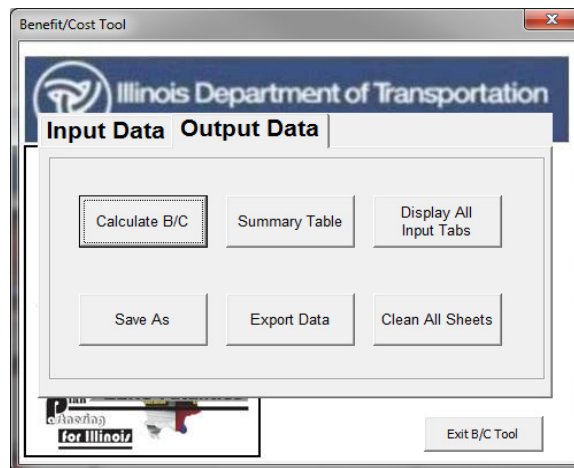 Benefit/Cost Tool
Illinois Department of Transportation
Input Data
Output Data
Calculate B/C
Summary Table
Display All
Input Tabs
Save As
Export Data
Clean All Sheets
for Illinois
Exit B/C Tool